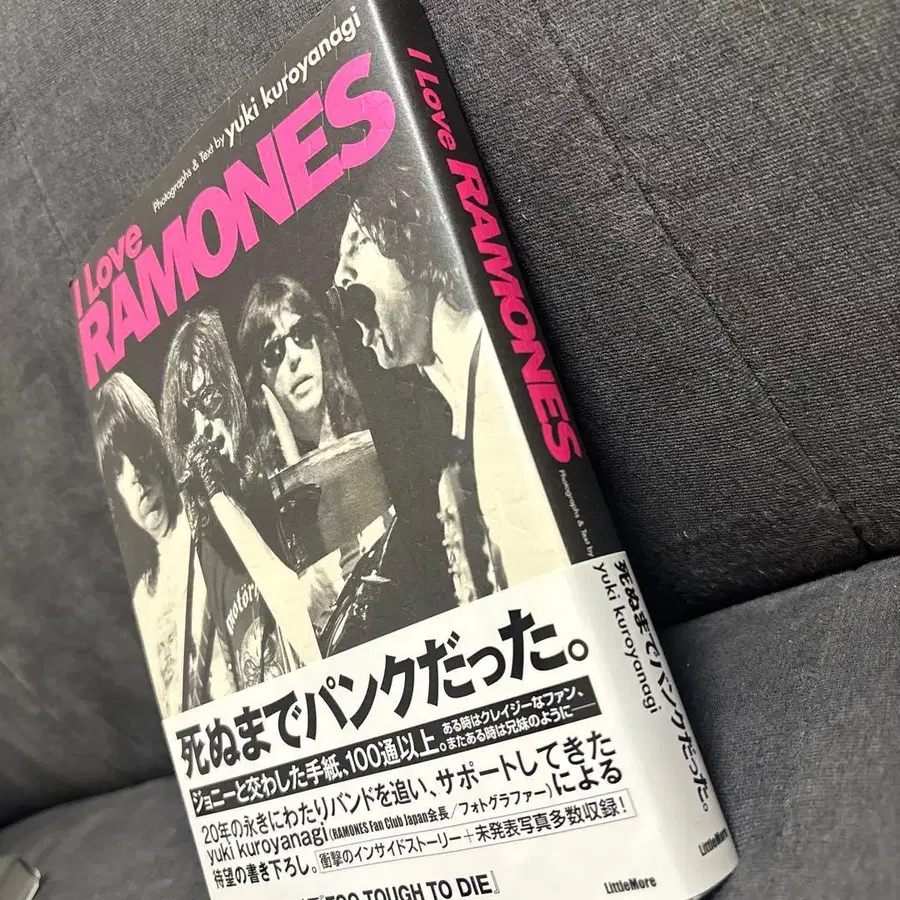 Photographs & Text by yuki kuroyanagi
I Love
RAMONES
motör
死ぬまでパンクだった。
ジョニーと交わした手紙、100通以上。
ある時はクレイジーなファン、
またある時は兄妹のように──
20年の永きにわたりバンドを追い、サポートしてきた
yuki kuroyanagi(RAMONES Fan Club Japan会長/フォトグラファー)による
待望の書き下ろし。衝撃のインサイドストーリー+未発表写真多数収録!
TOO TOUGH TO DIE』
LittleMore
I Love RAMONES
Photographs & Text by
yuki kuroyanagi
死ぬまでパンクだった。
LittleMore